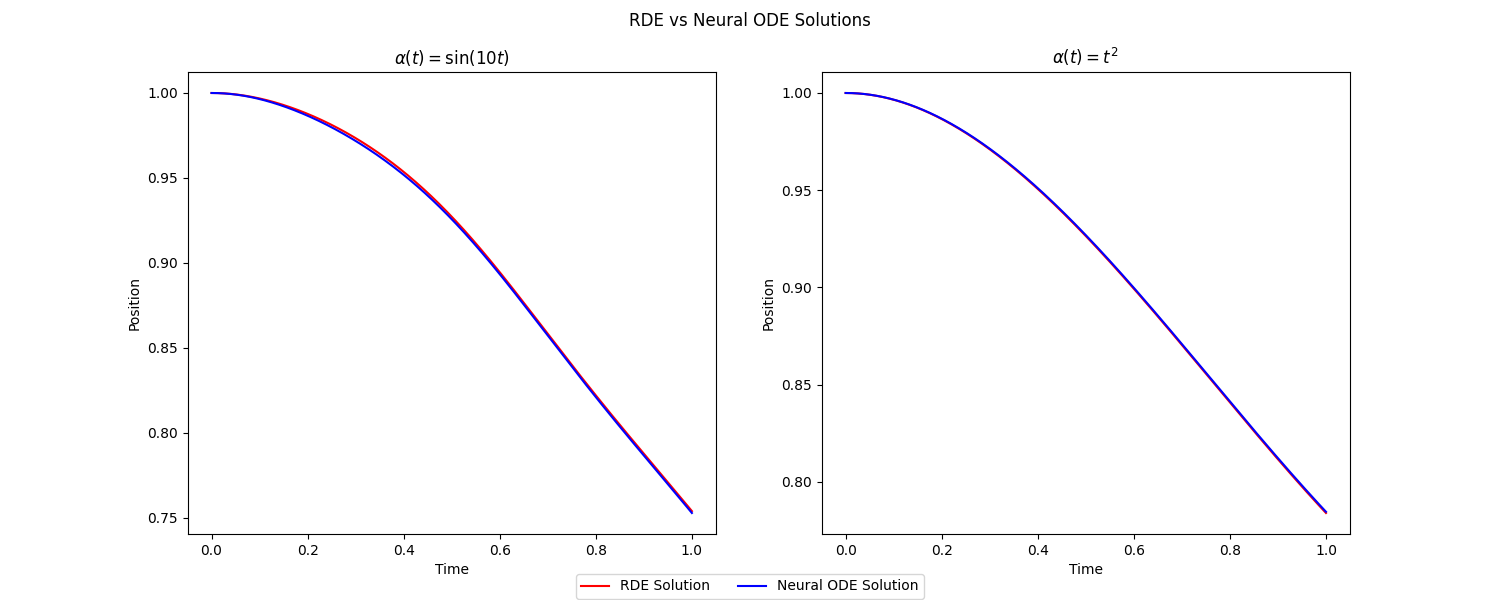 RDE vs Neural ODE Solutions
α(t) = sin(10t)
1.00
0.95
0.90
0.85
0.80
0.75
Position
0.0 0.2 0.4 0.6 0.8 1.0
Time
α(t) = t²
1.00
0.95
0.90
0.85
0.80
Position
0.0 0.2 0.4 0.6 0.8 1.0
Time
RDE Solution Neural ODE Solution